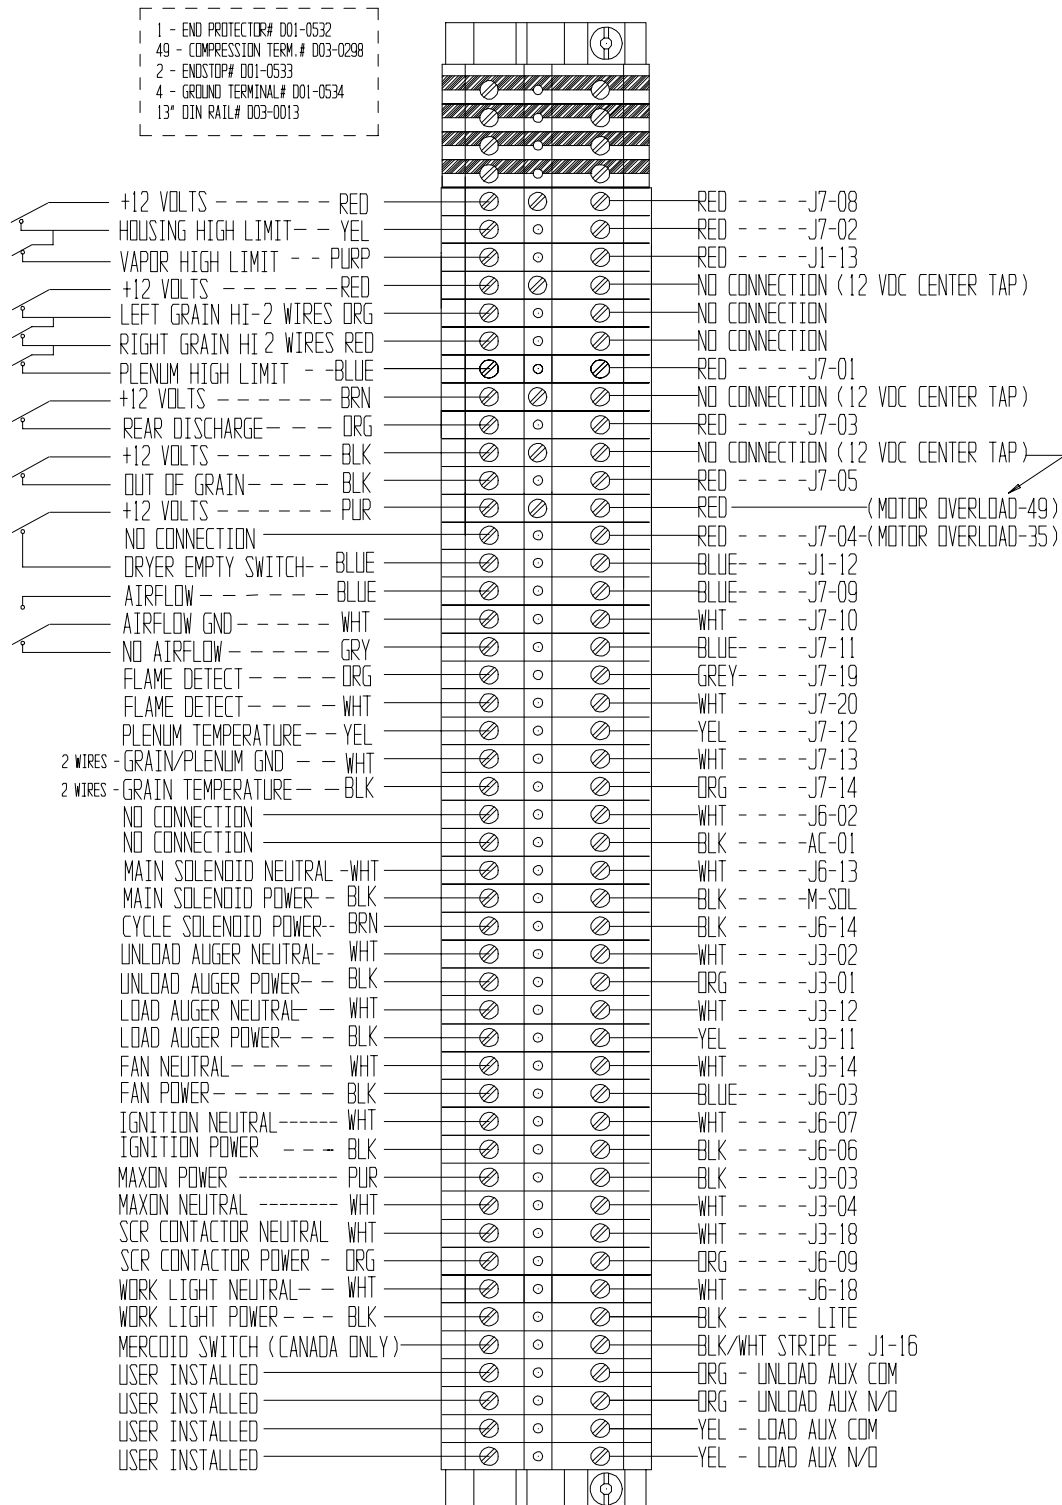 1 - END PROTECTOR# D01-0532
49 - COMPRESSION TERM.# D03-0298
2 - ENDSTOP# D01-0533
4 - GROUND TERMINAL# D01-0534
13" DIN RAIL# D03-0013
+12 VOLTS - - - - - - RED RED - - - - J7-08
HOUSING HIGH LIMIT - - YEL RED - - - - J7-02
VAPOR HIGH LIMIT - - PURP RED - - - - J1-13
+12 VOLTS - - - - - - RED NO CONNECTION (12 VDC CENTER TAP)
LEFT GRAIN HI-2 WIRES ORG NO CONNECTION
RIGHT GRAIN HI 2 WIRES RED NO CONNECTION
PLENUM HIGH LIMIT - - BLUE RED - - - - J7-01
+12 VOLTS - - - - - - BRN NO CONNECTION (12 VDC CENTER TAP)
REAR DISCHARGE - - - - ORG RED - - - - J7-03
+12 VOLTS - - - - - - BLK NO CONNECTION (12 VDC CENTER TAP)
OUT OF GRAIN - - - - BLK RED - - - - J7-05
+12 VOLTS - - - - - - PUR RED (MOTOR OVERLOAD-49)
NO CONNECTION RED - - - - J7-04-(MOTOR OVERLOAD-35)
DRYER EMPTY SWITCH - - BLUE BLUE - - - - J1-12
AIRFLOW - - - - - - BLUE BLUE - - - - J7-09
AIRFLOW GND - - - - - WHT WHT - - - - J7-10
NO AIRFLOW - - - - - GRY BLUE - - - - J7-11
FLAME DETECT - - - - ORG GREY - - - - J7-19
FLAME DETECT - - - - WHT WHT - - - - J7-20
PLENUM TEMPERATURE - - YEL YEL - - - - J7-12
2 WIRES - GRAIN/PLENUM GND - - WHT WHT - - - - J7-13
2 WIRES - GRAIN TEMPERATURE - - BLK ORG - - - - J7-14
NO CONNECTION WHT - - - - J6-02
NO CONNECTION BLK - - - - AC-01
MAIN SOLENOID NEUTRAL - WHT WHT - - - - J6-13
MAIN SOLENOID POWER - - BLK BLK - - - - M-SOL
CYCLE SOLENOID POWER - - BRN BLK - - - - J6-14
UNLOAD AUGER NEUTRAL - - WHT WHT - - - - J3-02
UNLOAD AUGER POWER - - BLK ORG - - - - J3-01
LOAD AUGER NEUTRAL - - WHT WHT - - - - J3-12
LOAD AUGER POWER - - - BLK YEL - - - - J3-11
FAN NEUTRAL - - - - - WHT WHT - - - - J3-14
FAN POWER - - - - - - BLK BLUE - - - - J6-03
IGNITION NEUTRAL ------ WHT WHT - - - - J6-07
IGNITION POWER - - - BLK BLK - - - - J6-06
MAXON POWER --------- PUR BLK - - - - J3-03
MAXON NEUTRAL ------- WHT WHT - - - - J3-04
SCR CONTACTOR NEUTRAL WHT WHT - - - - J3-18
SCR CONTACTOR POWER - ORG ORG - - - - J6-09
WORK LIGHT NEUTRAL - - WHT WHT - - - - J6-18
WORK LIGHT POWER - - - BLK BLK - - - - LITE
MERCOID SWITCH (CANADA ONLY) BLK/WHT STRIPE - J1-16
USER INSTALLED ORG - UNLOAD AUX COM
USER INSTALLED ORG - UNLOAD AUX N/O
USER INSTALLED YEL - LOAD AUX COM
USER INSTALLED YEL - LOAD AUX N/O